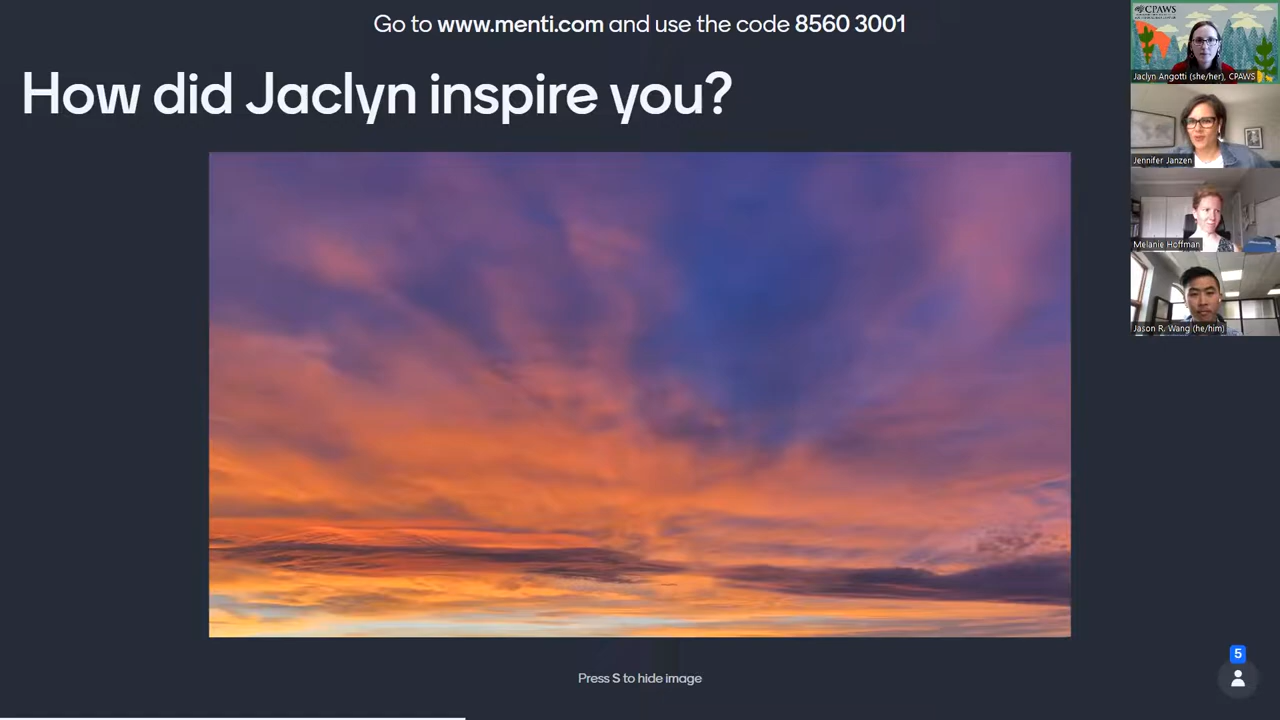 Go to www.menti.com and use the code 8560 3001
How did Jaclyn inspire you?
CPAWS
Jaclyn Angotti (she/her), CPAWS
Jennifer Janzen
Melanie Hoffman
Jason R. Wang (he/him)
5
Press S to hide image